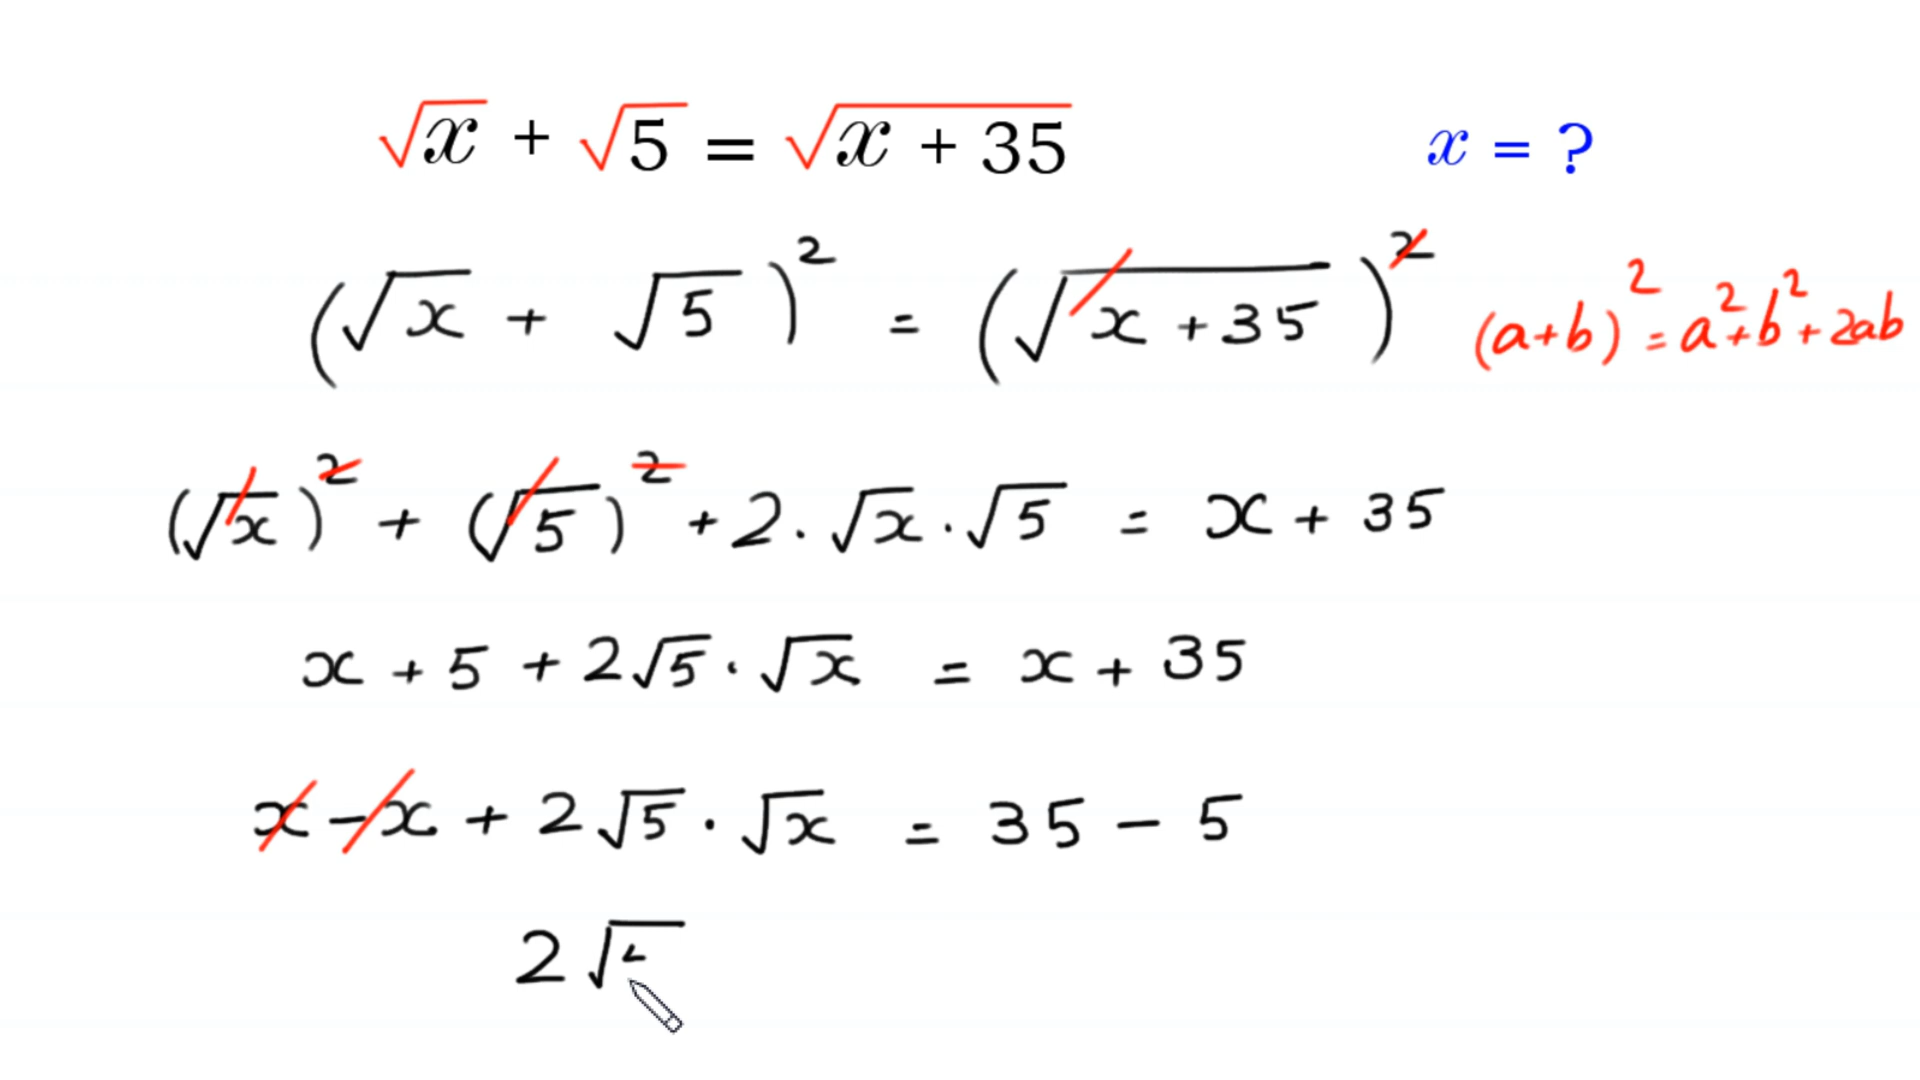 √x + √5 = √(x + 35) x = ?
(√x + √5)² = (√(x + 35))² (a+b)² = a² + b² + 2ab
(√x)² + (√5)² + 2 · √x · √5 = x + 35
x + 5 + 2√5 · √x = x + 35
x − x + 2√5 · √x = 35 − 5
2√